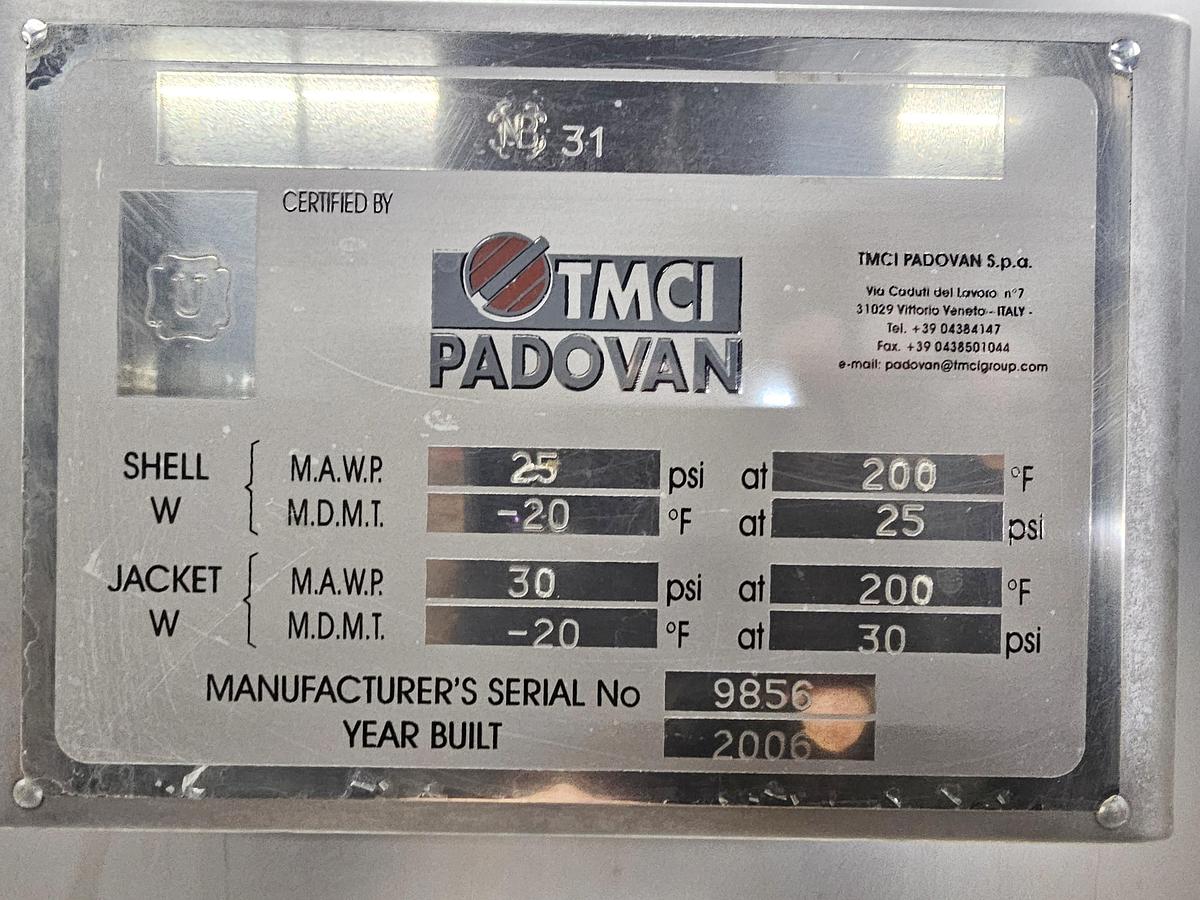 NB 31
CERTIFIED BY
U
TMCI
PADOVAN
TMCI PADOVAN S.p.a.
Via Caduti del Lavoro n°7
31029 Vittorio Veneto - ITALY -
Tel. +39 04384147
Fax. +39 0438501044
e-mail: padovan@tmcigroup.com
SHELL
W
M.A.W.P. 25 psi at 200 °F
M.D.M.T. -20 °F at 25 psi
JACKET
W
M.A.W.P. 30 psi at 200 °F
M.D.M.T. -20 °F at 30 psi
MANUFACTURER'S SERIAL No 9856
YEAR BUILT 2006